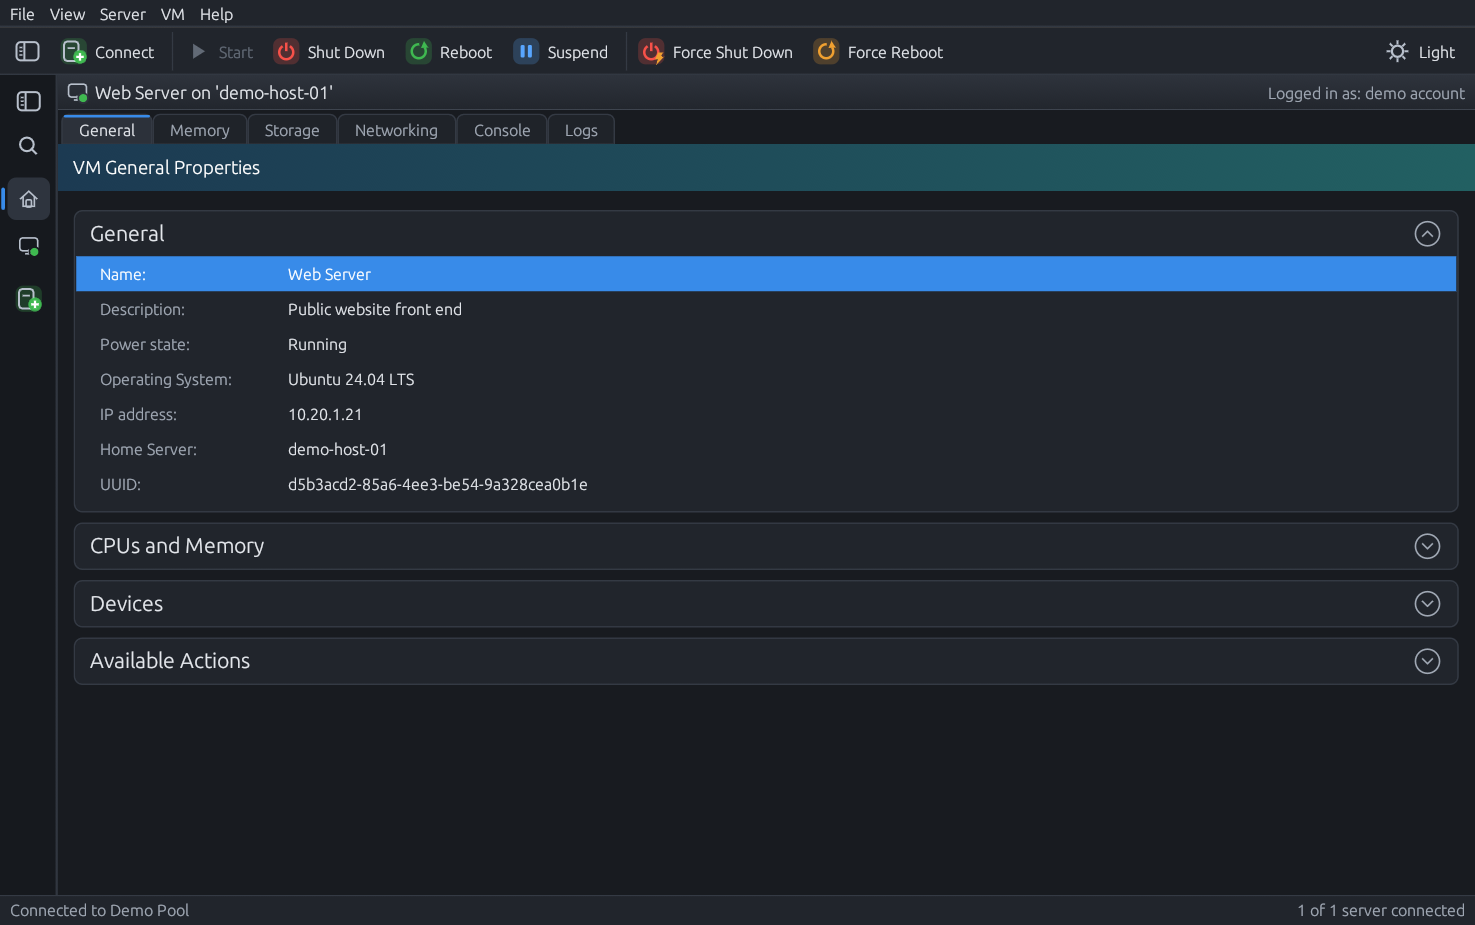 File View Server VM Help
Connect Start Shut Down Reboot Suspend Force Shut Down Force Reboot Light
Web Server on 'demo-host-01' Logged in as: demo account
General Memory Storage Networking Console Logs
VM General Properties
General
Name: Web Server
Description: Public website front end
Power state: Running
Operating System: Ubuntu 24.04 LTS
IP address: 10.20.1.21
Home Server: demo-host-01
UUID: d5b3acd2-85a6-4ee3-be54-9a328cea0b1e
CPUs and Memory
Devices
Available Actions
Connected to Demo Pool 1 of 1 server connected